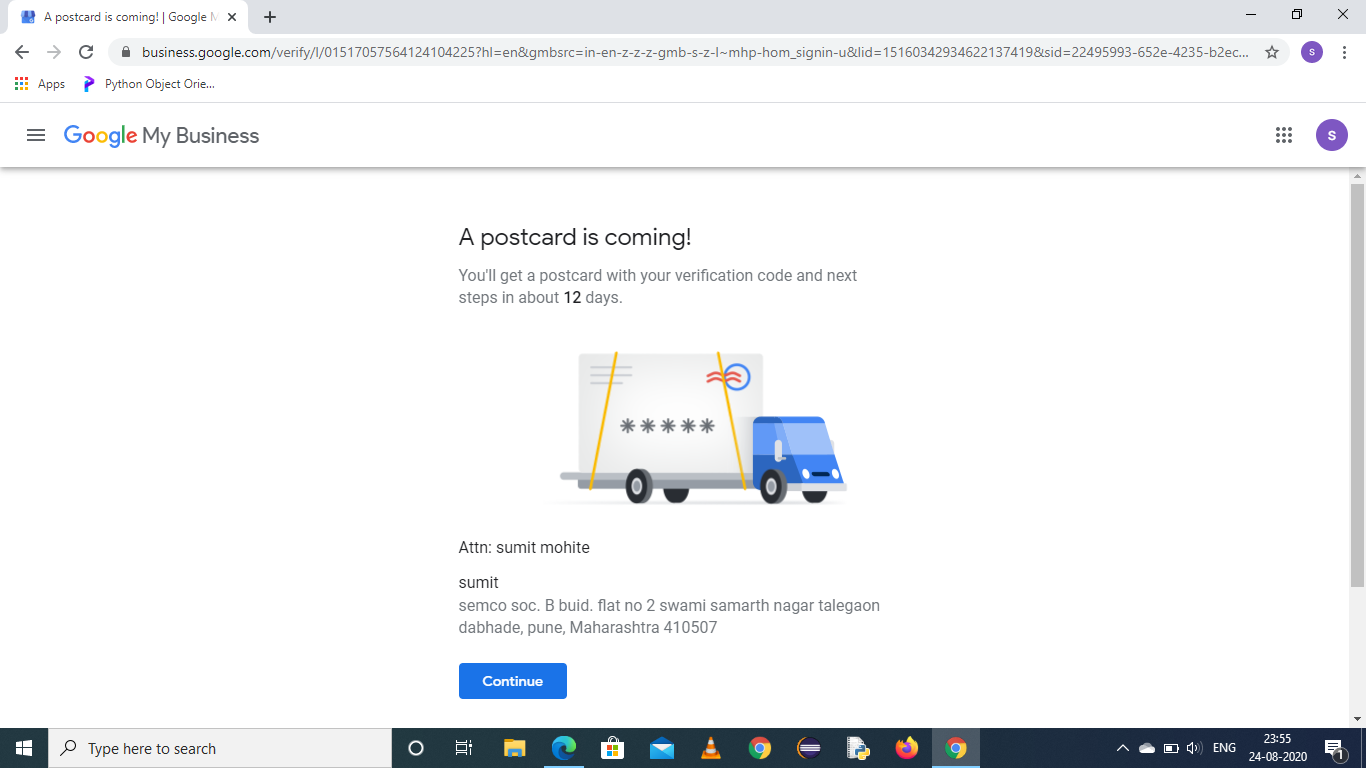 A postcard is coming! | Google M
business.google.com/verify/l/01517057564124104225?hl=en&gmbsrc=in-en-z-z-z-gmb-s-z-l~mhp-hom_signin-u&lid=15160342934622137419&sid=22495993-652e-4235-b2ec...
s
Apps
Python Object Orie...
Google My Business
s
A postcard is coming!
You'll get a postcard with your verification code and next
steps in about 12 days.
*****
Attn: sumit mohite
sumit
semco soc. B buid. flat no 2 swami samarth nagar talegaon
dabhade, pune, Maharashtra 410507
Continue
Type here to search
ENG
23:55
24-08-2020
1